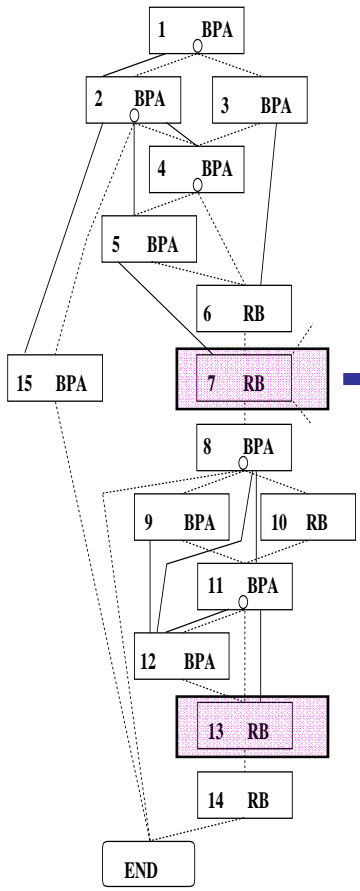 1 BPA
2 BPA
3 BPA
4 BPA
5 BPA
6 RB
7 RB
15 BPA
8 BPA
9 BPA
10 RB
11 BPA
12 BPA
13 RB
14 RB
END